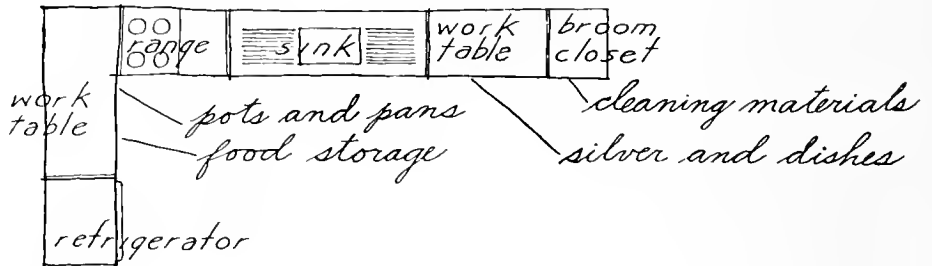 range
sink
work
table
broom
closet
work
table
pots and pans
food storage
cleaning materials
silver and dishes
refrigerator